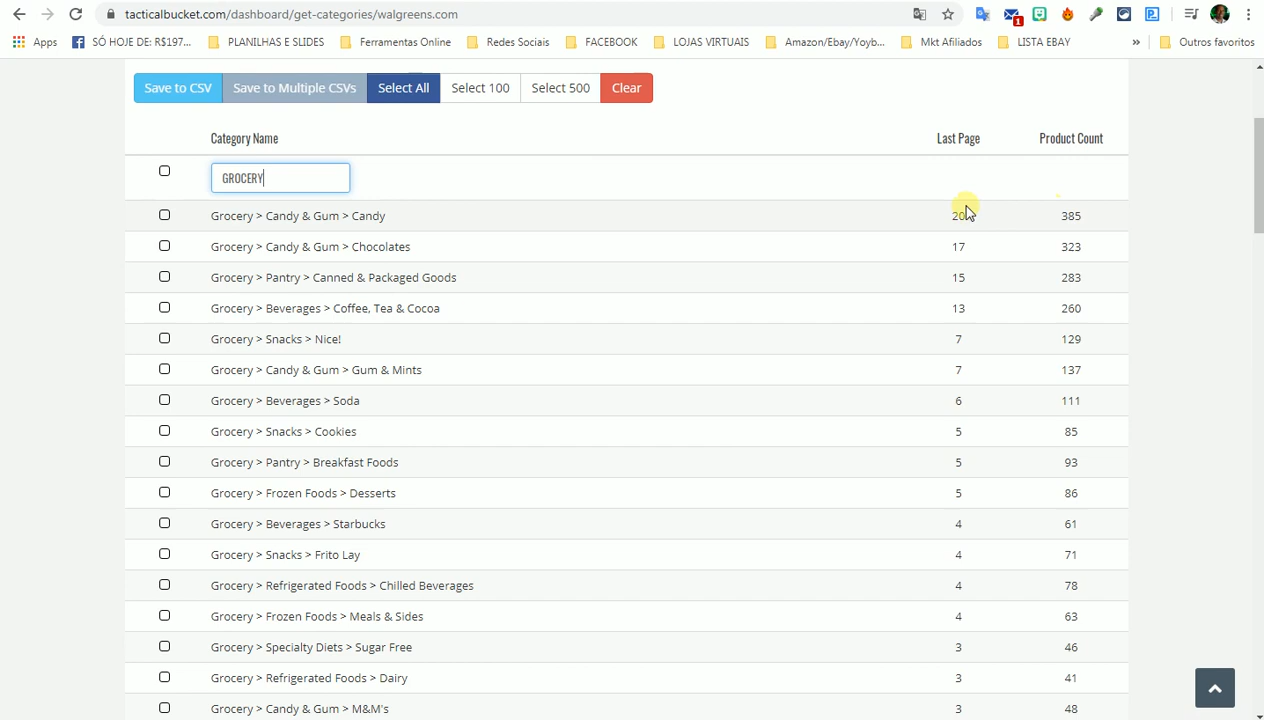 tacticalbucket.com/dashboard/get-categories/walgreens.com
1
Apps SÓ HOJE DE: R$197... PLANILHAS E SLIDES Ferramentas Online Redes Sociais FACEBOOK LOJAS VIRTUAIS Amazon/Ebay/Yoyb... Mkt Afiliados LISTA EBAY » Outros favoritos
Save to CSV Save to Multiple CSVs Select All Select 100 Select 500 Clear
Category Name Last Page Product Count
GROCERY
Grocery > Candy & Gum > Candy 20 385
Grocery > Candy & Gum > Chocolates 17 323
Grocery > Pantry > Canned & Packaged Goods 15 283
Grocery > Beverages > Coffee, Tea & Cocoa 13 260
Grocery > Snacks > Nice! 7 129
Grocery > Candy & Gum > Gum & Mints 7 137
Grocery > Beverages > Soda 6 111
Grocery > Snacks > Cookies 5 85
Grocery > Pantry > Breakfast Foods 5 93
Grocery > Frozen Foods > Desserts 5 86
Grocery > Beverages > Starbucks 4 61
Grocery > Snacks > Frito Lay 4 71
Grocery > Refrigerated Foods > Chilled Beverages 4 78
Grocery > Frozen Foods > Meals & Sides 4 63
Grocery > Specialty Diets > Sugar Free 3 46
Grocery > Refrigerated Foods > Dairy 3 41
Grocery > Candy & Gum > M&M's 3 48